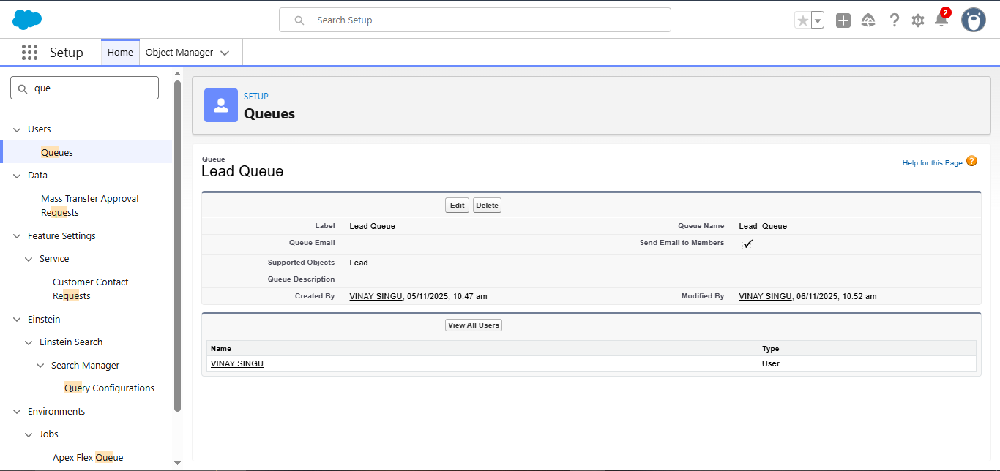 Search Setup
2
Setup
Home
Object Manager
que
Users
Queues
Data
Mass Transfer Approval
Requests
Feature Settings
Service
Customer Contact
Requests
Einstein
Einstein Search
Search Manager
Query Configurations
Environments
Jobs
Apex Flex Queue
SETUP
Queues
Queue
Lead Queue
Help for this Page ?
Edit Delete
Label Lead Queue Queue Name Lead_Queue
Queue Email Send Email to Members
Supported Objects Lead
Queue Description
Created By VINAY SINGU, 05/11/2025, 10:47 am Modified By VINAY SINGU, 06/11/2025, 10:52 am
View All Users
Name Type
VINAY SINGU User